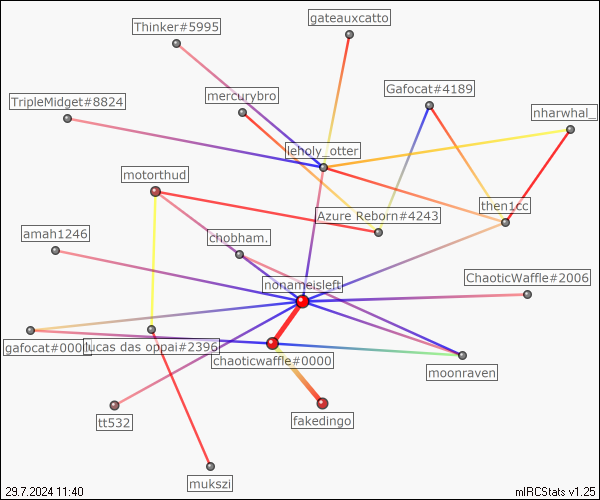 gateauxcatto
Thinker#5995
Gafocat#4189
mercurybro
TripleMidget#8824
nharwhal_
leholy_otter
motorthud
then1cc
Azure Reborn#4243
amah1246
chobham.
ChaoticWaffle#2006
nonameisleft
gafocat#000
lucas das oppai#2396
chaoticwaffle#0000
moonraven
tt532
fakedingo
mukszi
29.7.2024 11:40
mIRCStats v1.25